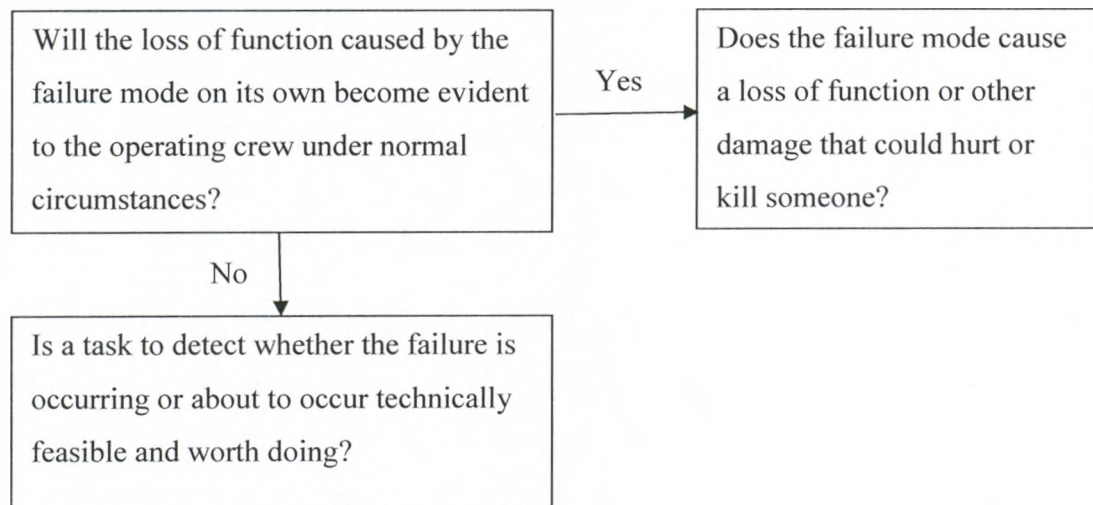 Will the loss of function caused by the
failure mode on its own become evident
to the operating crew under normal
circumstances?
Yes
Does the failure mode cause
a loss of function or other
damage that could hurt or
kill someone?
No
Is a task to detect whether the failure is
occurring or about to occur technically
feasible and worth doing?